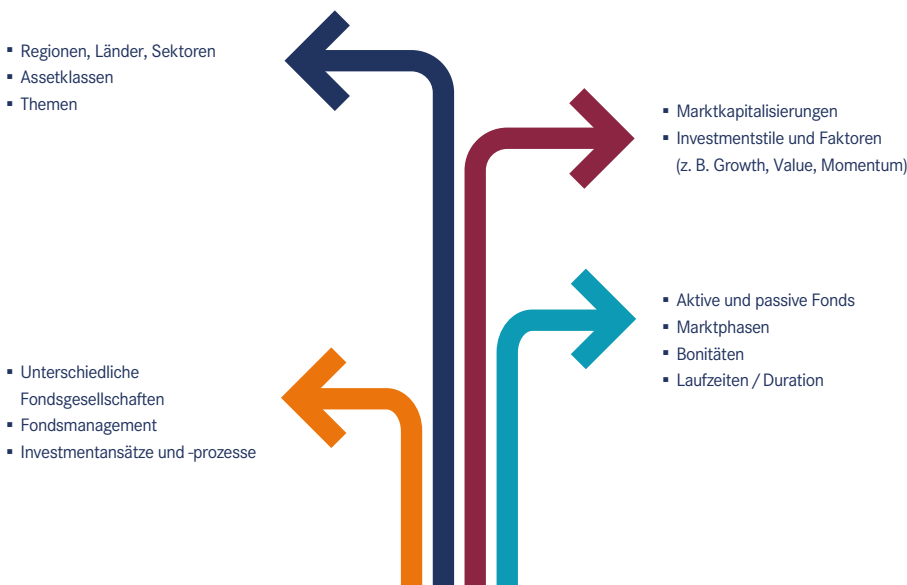 ▪ Regionen, Länder, Sektoren
▪ Assetklassen
▪ Themen
▪ Marktkapitalisierungen
▪ Investmentstile und Faktoren
(z. B. Growth, Value, Momentum)
▪ Aktive und passive Fonds
▪ Marktphasen
▪ Bonitäten
▪ Laufzeiten / Duration
▪ Unterschiedliche
Fondsgesellschaften
▪ Fondsmanagement
▪ Investmentansätze und -prozesse